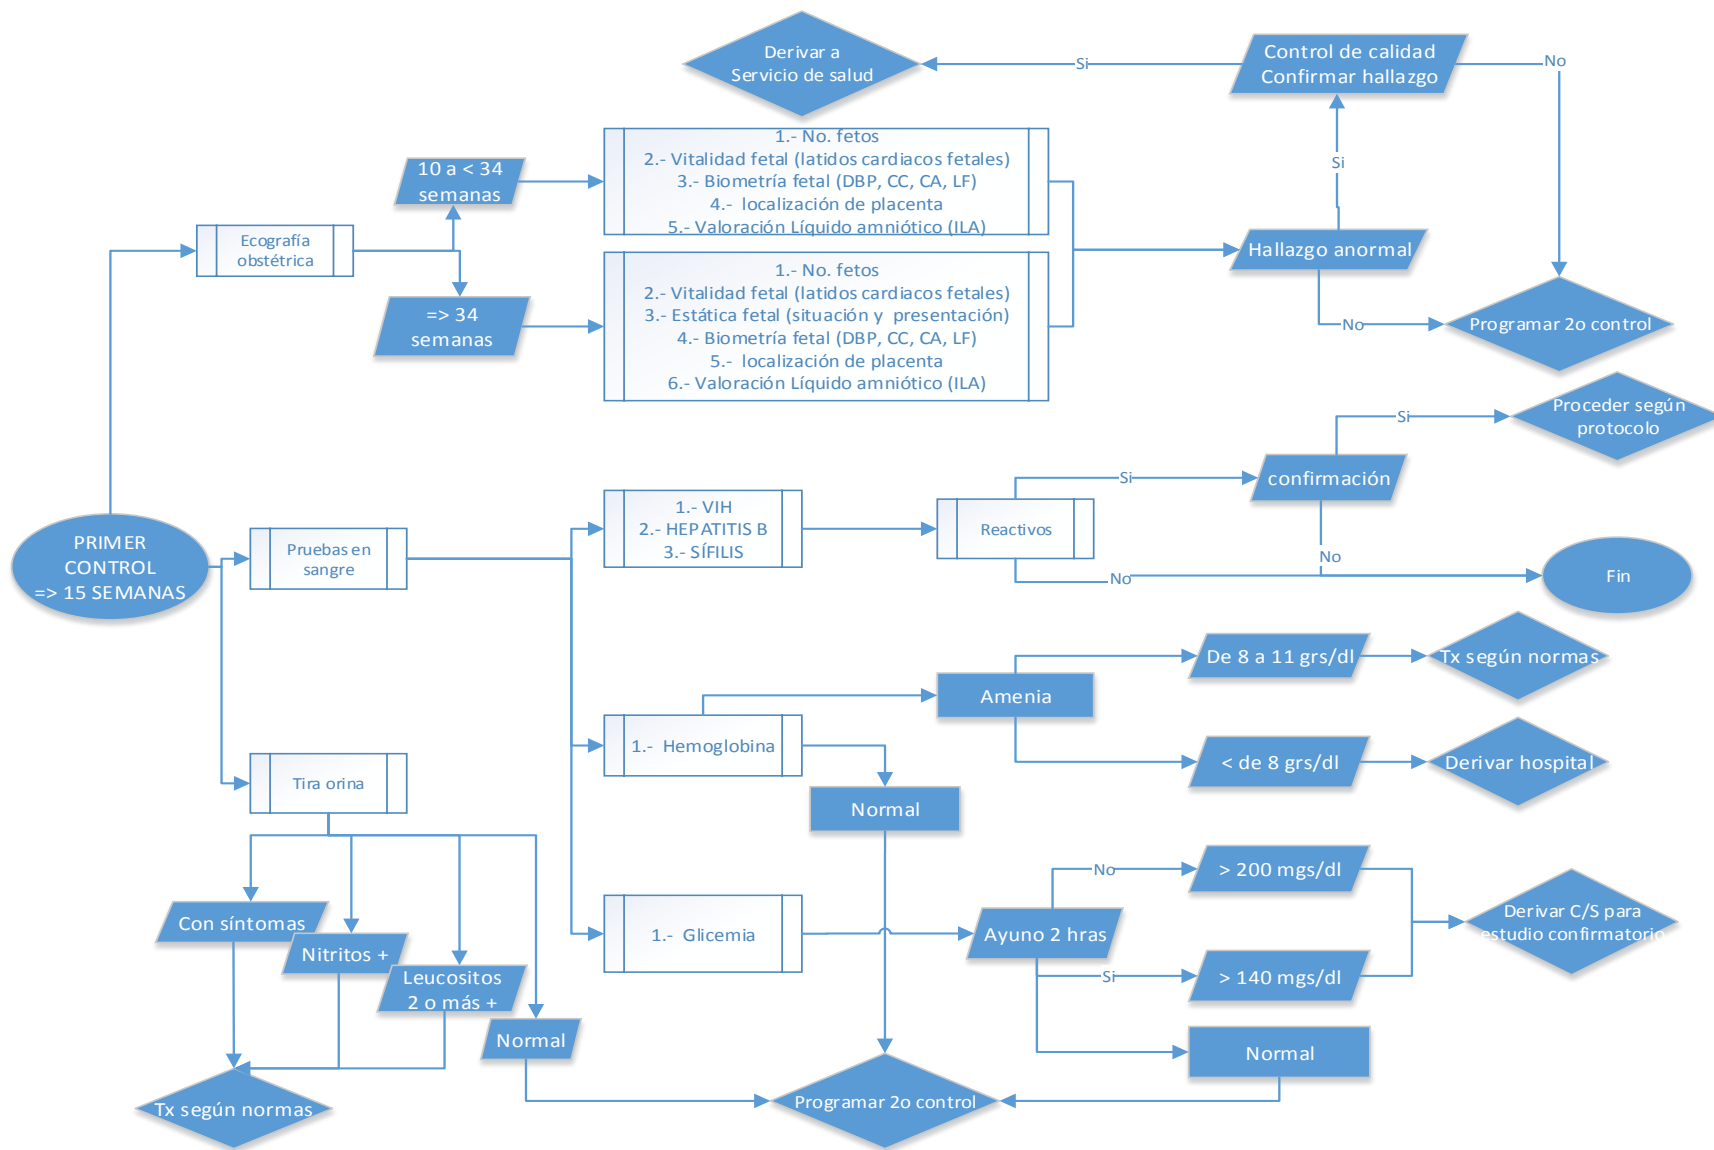 Derivar a
Servicio de salud
Si
Control de calidad
Confirmar hallazgo
No
Si
10 a < 34
semanas
1.- No. fetos
2.- Vitalidad fetal (latidos cardiacos fetales)
3.- Biometría fetal (DBP, CC, CA, LF)
4.- localización de placenta
5.- Valoración Líquido amniótico (ILA)
Ecografía
obstétrica
Hallazgo anormal
=> 34
semanas
1.- No. fetos
2.- Vitalidad fetal (latidos cardiacos fetales)
3.- Estática fetal (situación y presentación)
4.- Biometría fetal (DBP, CC, CA, LF)
5.- localización de placenta
6.- Valoración Líquido amniótico (ILA)
No
Programar 2o control
Proceder según
protocolo
Si
confirmación
Si
PRIMER
CONTROL
=> 15 SEMANAS
Pruebas en
sangre
1.- VIH
2.- HEPATITIS B
3.- SÍFILIS
Reactivos
No
No
Fin
De 8 a 11 grs/dl
Tx según normas
Amenia
1.- Hemoglobina
< de 8 grs/dl
Derivar hospital
Tira orina
Normal
No
> 200 mgs/dl
Con síntomas
Nitritos +
Leucositos
2 o más +
Normal
1.- Glicemia
Ayuno 2 hras
Si
> 140 mgs/dl
Derivar C/S para
estudio confirmatorio
Normal
Tx según normas
Programar 2o control